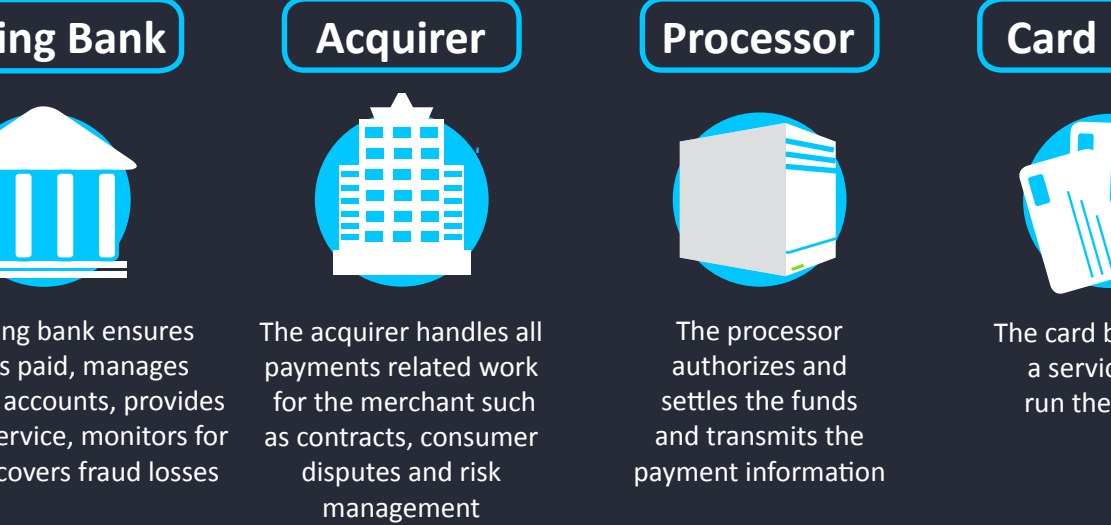 ing Bank
Acquirer
Processor
Card
ng bank ensures
s paid, manages
accounts, provides
ervice, monitors for
covers fraud losses
The acquirer handles all
payments related work
for the merchant such
as contracts, consumer
disputes and risk
management
The processor
authorizes and
settles the funds
and transmits the
payment information
The card b
a servic
run the